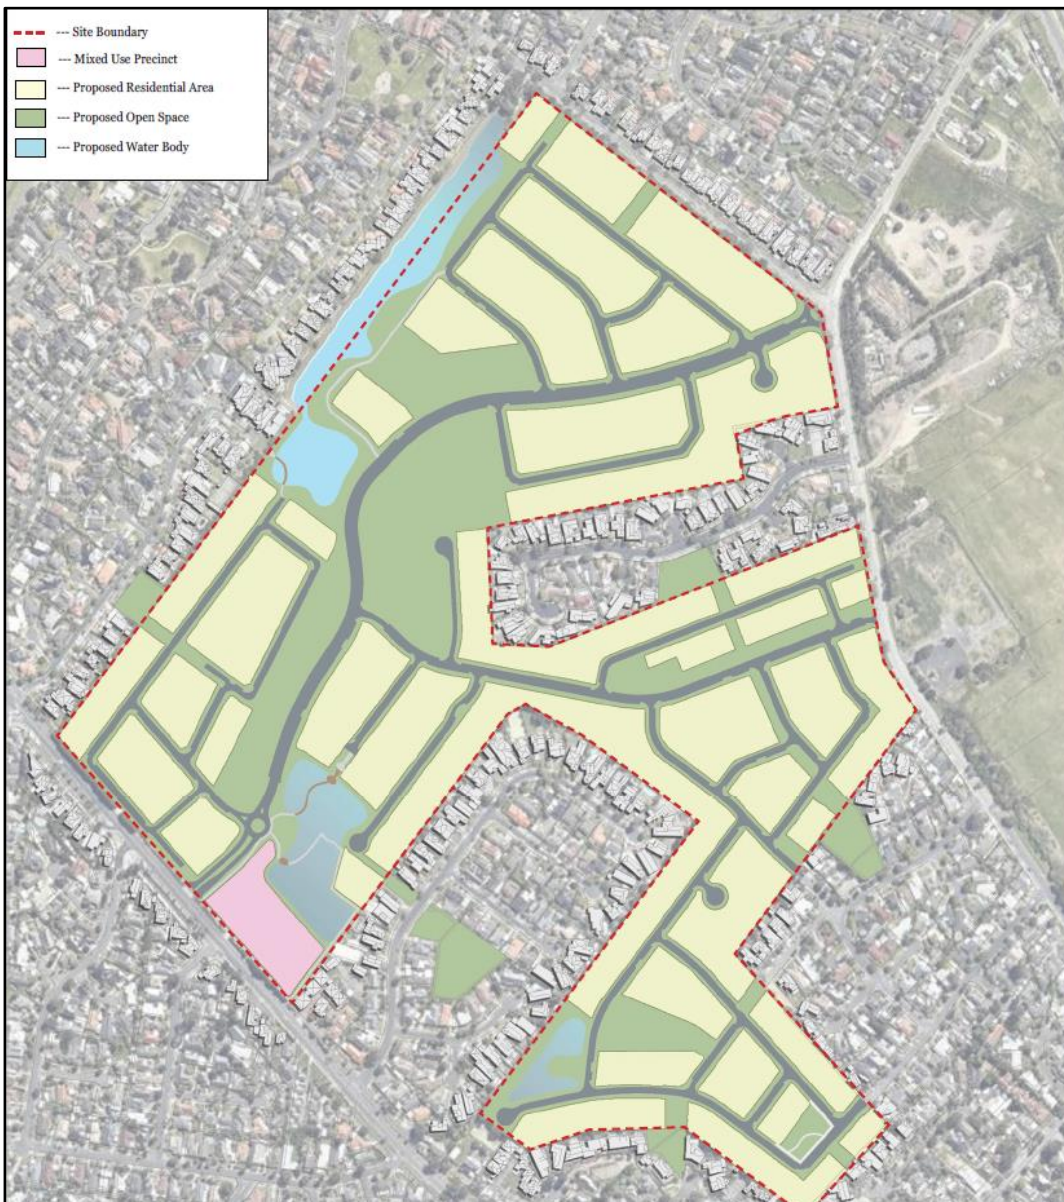 --- Site Boundary
--- Mixed Use Precinct
--- Proposed Residential Area
--- Proposed Open Space
--- Proposed Water Body